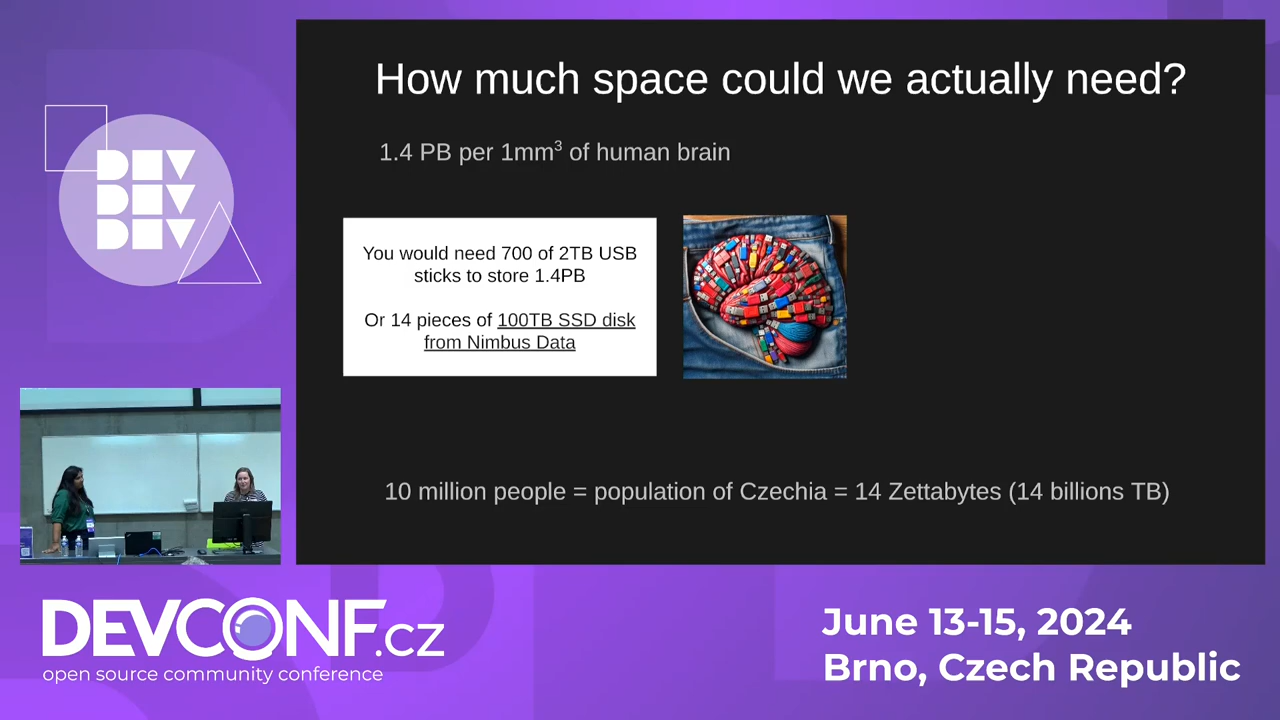 How much space could we actually need?
1.4 PB per 1mm³ of human brain
You would need 700 of 2TB USB
sticks to store 1.4PB
Or 14 pieces of 100TB SSD disk
from Nimbus Data
10 million people = population of Czechia = 14 Zettabytes (14 billions TB)
DEV
DEV
DEV
DEVCONF.cz
open source community conference
June 13-15, 2024
Brno, Czech Republic